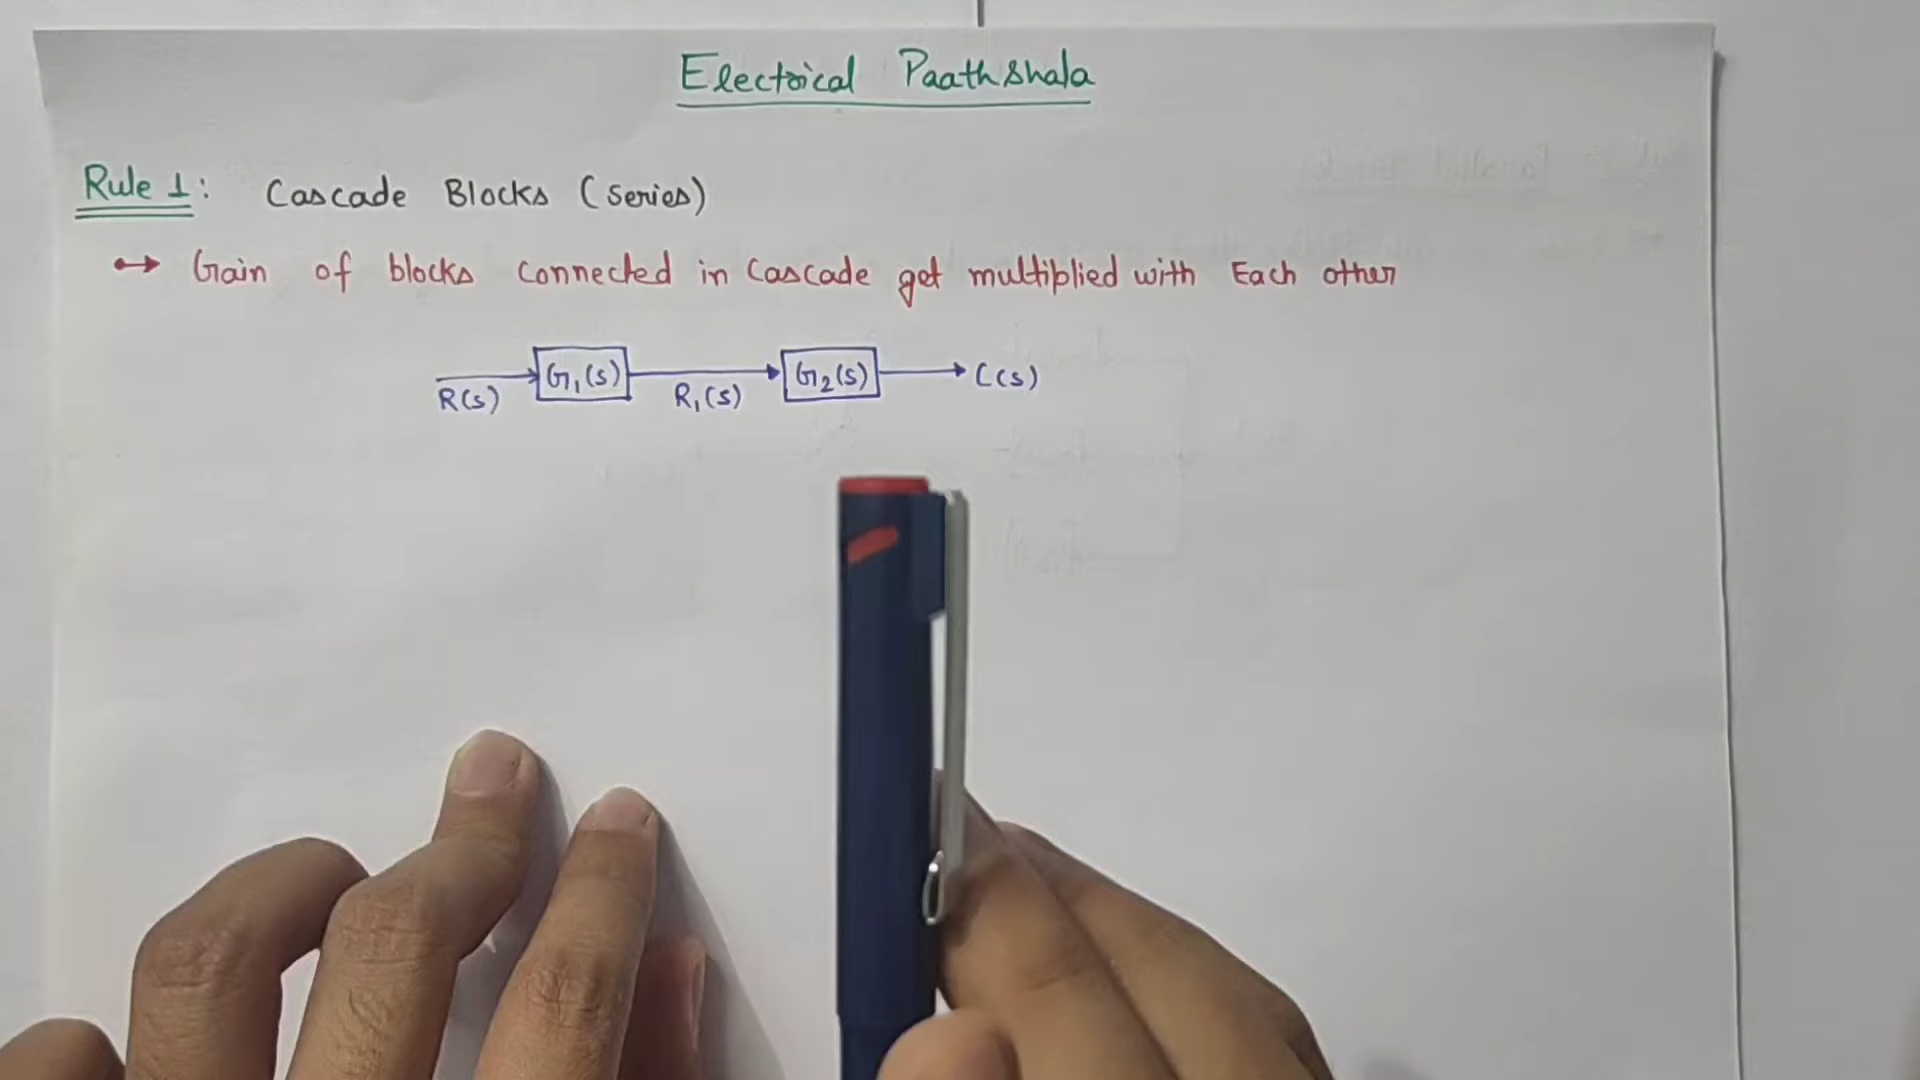 Electrical Paathshala
Rule 1: Cascade Blocks (series)
↦ Gain of blocks connected in Cascade get multiplied with Each other
R(s) G₁(s) R₁(s) G₂(s) C(s)